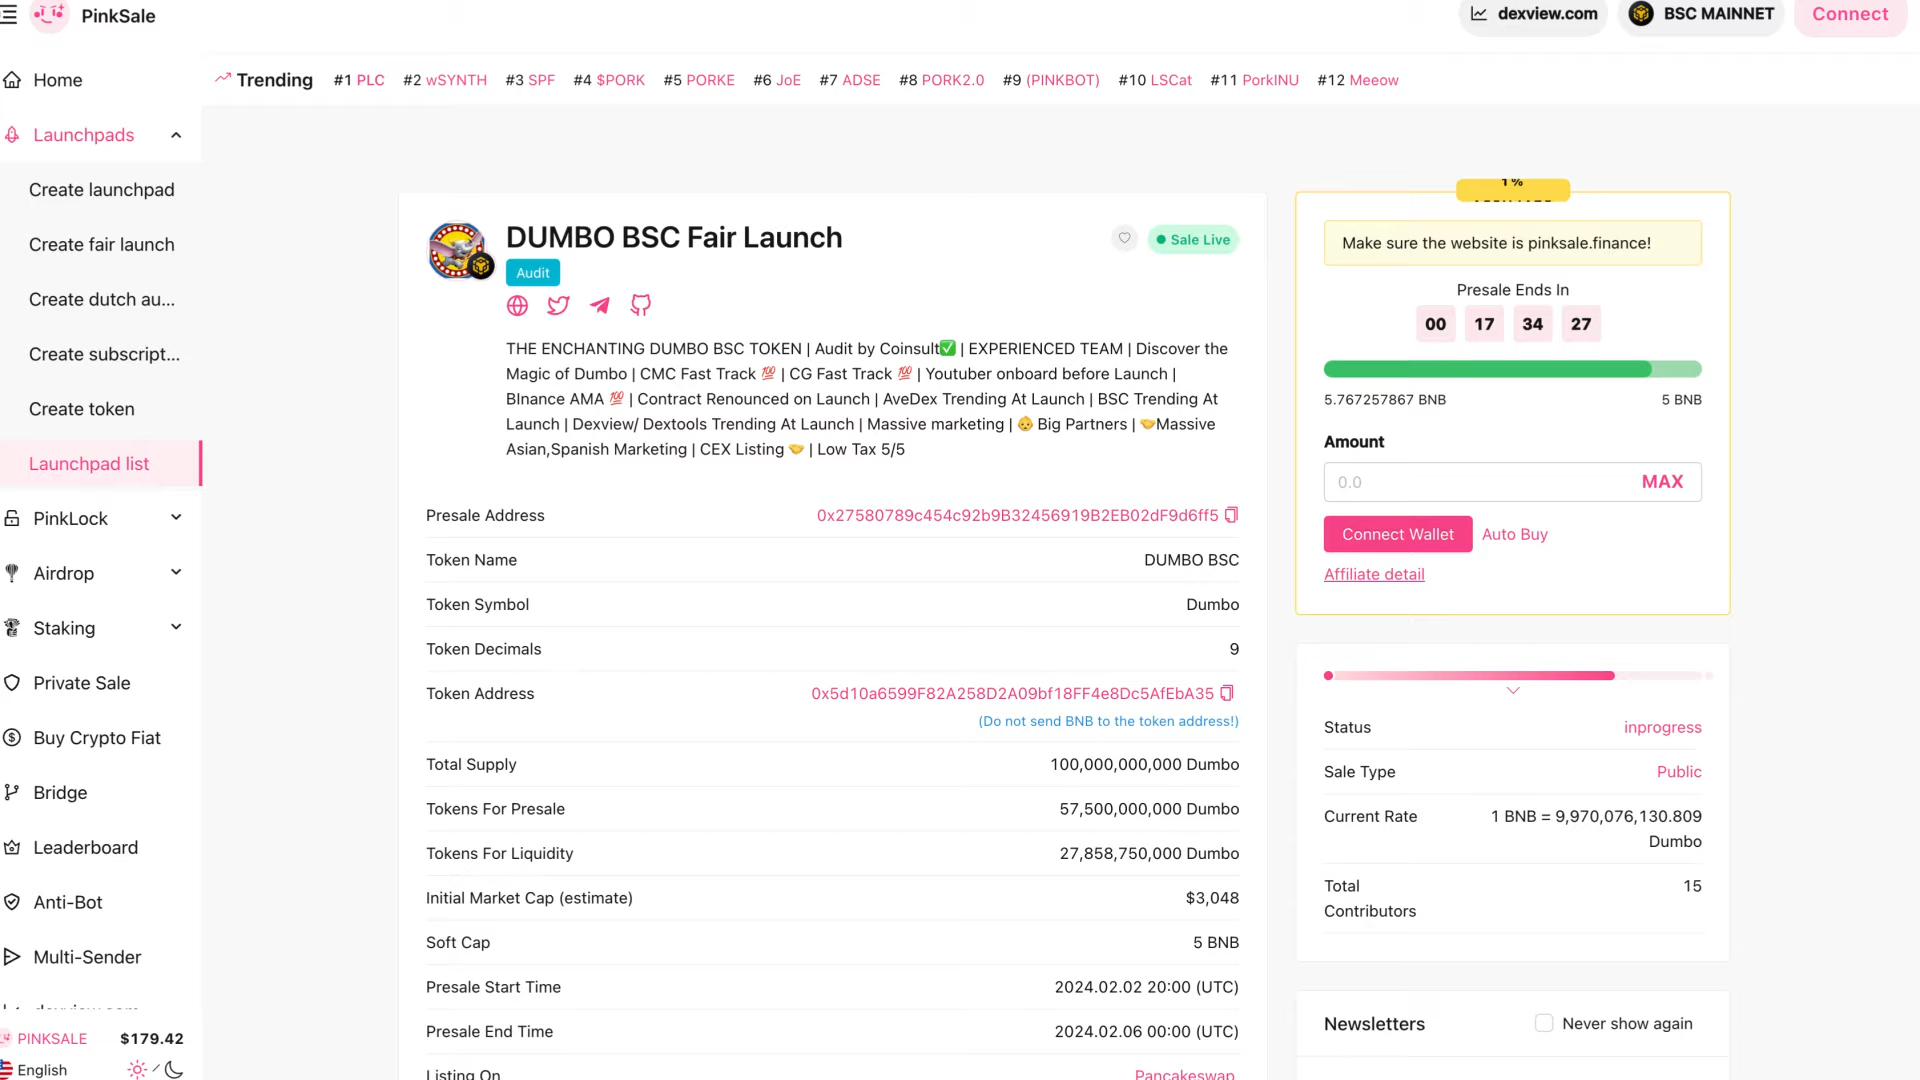 PinkSale
dexview.com
BSC MAINNET
Connect
Home
Launchpads
Create launchpad
Create fair launch
Create dutch au...
Create subscript...
Create token
Launchpad list
PinkLock
Airdrop
Staking
Private Sale
Buy Crypto Fiat
Bridge
Leaderboard
Anti-Bot
Multi-Sender
PINKSALE $179.42
English
Trending #1 PLC #2 wSYNTH #3 SPF #4 $PORK #5 PORKE #6 JoE #7 ADSE #8 PORK2.0 #9 (PINKBOT) #10 LSCat #11 PorkINU #12 Meeow
DUMBO BSC Fair Launch
Sale Live
Audit
THE ENCHANTING DUMBO BSC TOKEN | Audit by Coinsult✅ | EXPERIENCED TEAM | Discover the
Magic of Dumbo | CMC Fast Track 💯 | CG Fast Track 💯 | Youtuber onboard before Launch |
BInance AMA 💯 | Contract Renounced on Launch | AveDex Trending At Launch | BSC Trending At
Launch | Dexview/ Dextools Trending At Launch | Massive marketing | 👶 Big Partners | 🤝Massive
Asian,Spanish Marketing | CEX Listing 🤝 | Low Tax 5/5
Presale Address 0x27580789c454c92b9B32456919B2EB02dF9d6ff5
Token Name DUMBO BSC
Token Symbol Dumbo
Token Decimals 9
Token Address 0x5d10a6599F82A258D2A09bf18FF4e8Dc5AfEbA35
(Do not send BNB to the token address!)
Total Supply 100,000,000,000 Dumbo
Tokens For Presale 57,500,000,000 Dumbo
Tokens For Liquidity 27,858,750,000 Dumbo
Initial Market Cap (estimate) $3,048
Soft Cap 5 BNB
Presale Start Time 2024.02.02 20:00 (UTC)
Presale End Time 2024.02.06 00:00 (UTC)
Listing On Pancakeswap
1%
Make sure the website is pinksale.finance!
Presale Ends In
00 17 34 27
5.767257867 BNB 5 BNB
Amount
0.0 MAX
Connect Wallet Auto Buy
Affiliate detail
Status inprogress
Sale Type Public
Current Rate 1 BNB = 9,970,076,130.809
Dumbo
Total 15
Contributors
Newsletters Never show again